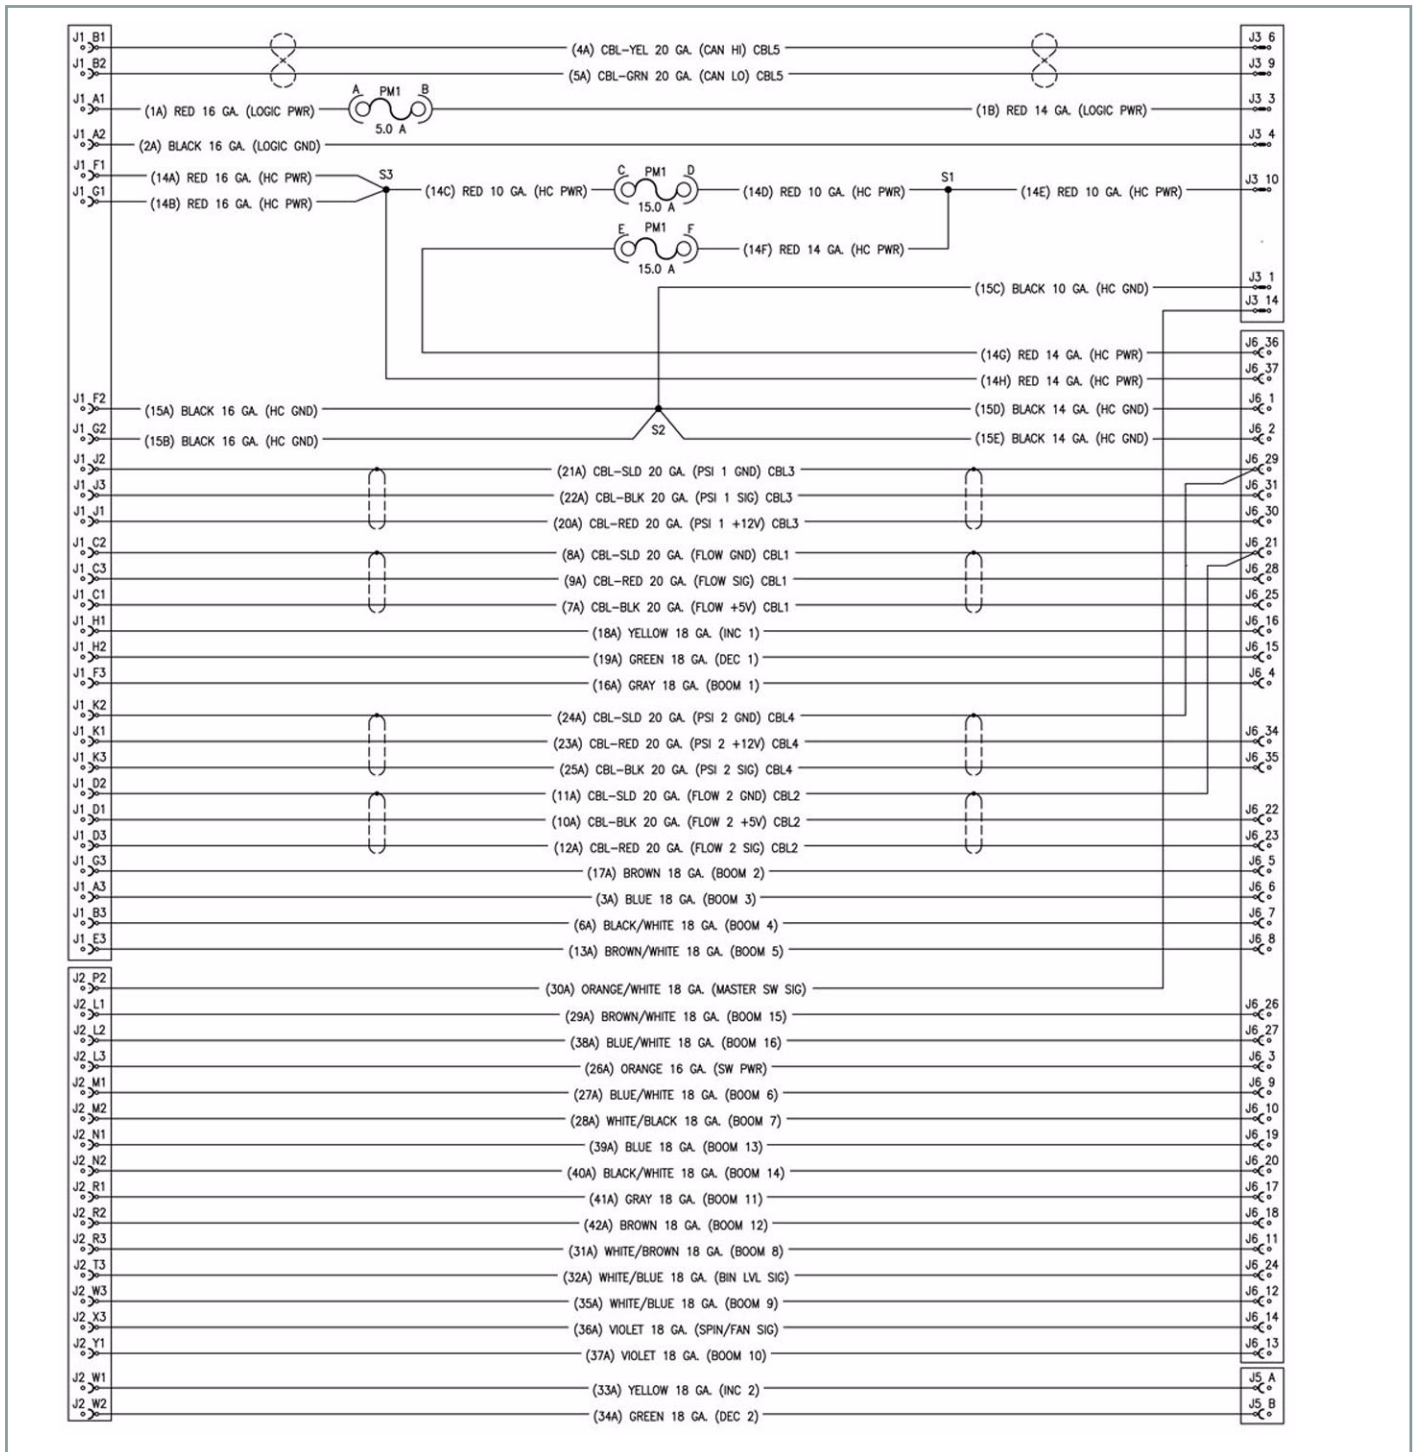 J1 B1 (4A) CBL-YEL 20 GA. (CAN HI) CBL5 J3 6
J1 B2 (5A) CBL-GRN 20 GA. (CAN LO) CBL5 J3 9
A PM1 B
J1 A1 (1A) RED 16 GA. (LOGIC PWR) (1B) RED 14 GA. (LOGIC PWR) J3 3
5.0 A
J1 A2 (2A) BLACK 16 GA. (LOGIC GND) J3 4
J1 F1 (14A) RED 16 GA. (HC PWR) S3 C PM1 D S1
J1 G1 (14C) RED 10 GA. (HC PWR) (14D) RED 10 GA. (HC PWR) (14E) RED 10 GA. (HC PWR) J3 10
(14B) RED 16 GA. (HC PWR) 15.0 A
E PM1 F
(14F) RED 14 GA. (HC PWR)
15.0 A
(15C) BLACK 10 GA. (HC GND) J3 1
J3 14
(14G) RED 14 GA. (HC PWR) J6 36
(14H) RED 14 GA. (HC PWR) J6 37
J1 F2 (15A) BLACK 16 GA. (HC GND) (15D) BLACK 14 GA. (HC GND) J6 1
S2
J1 G2 (15B) BLACK 16 GA. (HC GND) (15E) BLACK 14 GA. (HC GND) J6 2
J1 J2 (21A) CBL-SLD 20 GA. (PSI 1 GND) CBL3 J6 29
J1 J3 (22A) CBL-BLK 20 GA. (PSI 1 SIG) CBL3 J6 31
J1 J1 (20A) CBL-RED 20 GA. (PSI 1 +12V) CBL3 J6 30
J1 C2 (8A) CBL-SLD 20 GA. (FLOW GND) CBL1 J6 21
J1 C3 (9A) CBL-RED 20 GA. (FLOW SIG) CBL1 J6 28
J1 C1 (7A) CBL-BLK 20 GA. (FLOW +5V) CBL1 J6 25
J1 H1 (18A) YELLOW 18 GA. (INC 1) J6 16
J1 H2 (19A) GREEN 18 GA. (DEC 1) J6 15
J1 F3 (16A) GRAY 18 GA. (BOOM 1) J6 4
J1 K2 (24A) CBL-SLD 20 GA. (PSI 2 GND) CBL4
J1 K1 (23A) CBL-RED 20 GA. (PSI 2 +12V) CBL4 J6 34
J1 K3 (25A) CBL-BLK 20 GA. (PSI 2 SIG) CBL4 J6 35
J1 D2 (11A) CBL-SLD 20 GA. (FLOW 2 GND) CBL2
J1 D1 (10A) CBL-BLK 20 GA. (FLOW 2 +5V) CBL2 J6 22
J1 D3 (12A) CBL-RED 20 GA. (FLOW 2 SIG) CBL2 J6 23
J1 G3 (17A) BROWN 18 GA. (BOOM 2) J6 5
J1 A3 (3A) BLUE 18 GA. (BOOM 3) J6 6
J1 B3 (6A) BLACK/WHITE 18 GA. (BOOM 4) J6 7
J1 E3 (13A) BROWN/WHITE 18 GA. (BOOM 5) J6 8
J2 P2 (30A) ORANGE/WHITE 18 GA. (MASTER SW SIG)
J2 L1 (29A) BROWN/WHITE 18 GA. (BOOM 15) J6 26
J2 L2 (38A) BLUE/WHITE 18 GA. (BOOM 16) J6 27
J2 L3 (26A) ORANGE 16 GA. (SW PWR) J6 3
J2 M1 (27A) BLUE/WHITE 18 GA. (BOOM 6) J6 9
J2 M2 (28A) WHITE/BLACK 18 GA. (BOOM 7) J6 10
J2 N1 (39A) BLUE 18 GA. (BOOM 13) J6 19
J2 N2 (40A) BLACK/WHITE 18 GA. (BOOM 14) J6 20
J2 R1 (41A) GRAY 18 GA. (BOOM 11) J6 17
J2 R2 (42A) BROWN 18 GA. (BOOM 12) J6 18
J2 R3 (31A) WHITE/BROWN 18 GA. (BOOM 8) J6 11
J2 T3 (32A) WHITE/BLUE 18 GA. (BIN LVL SIG) J6 24
J2 W3 (35A) WHITE/BLUE 18 GA. (BOOM 9) J6 12
J2 X3 (36A) VIOLET 18 GA. (SPIN/FAN SIG) J6 14
J2 Y1 (37A) VIOLET 18 GA. (BOOM 10) J6 13
J2 W1 (33A) YELLOW 18 GA. (INC 2) J5 A
J2 W2 (34A) GREEN 18 GA. (DEC 2) J5 B